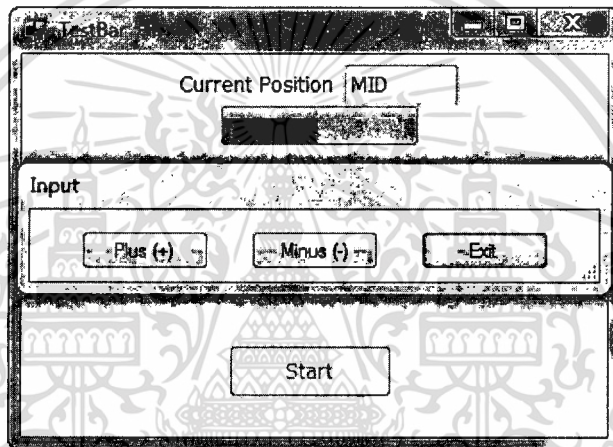 TestBar
Current Position MID
Input
Plus (+) Minus (-) Exit
Start